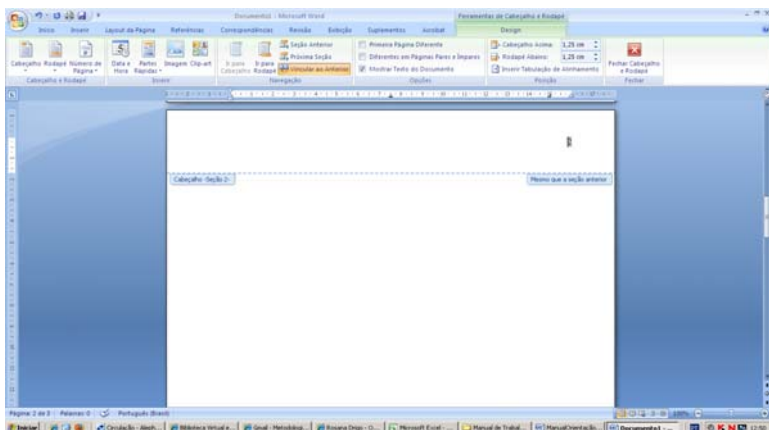 Documento1 - Microsoft Word
Ferramentas de Cabeçalho e Rodapé
Início Inserir Layout da Página Referências Correspondências Revisão Exibição Suplementos Acrobat Design
Cabeçalho Rodapé Número de Página
Data e Hora Partes Rápidas Imagem Clip-art
Ir para Cabeçalho Ir para Rodapé
Seção Anterior
Próxima Seção
Vincular ao Anterior
Primeira Página Diferente
Diferentes em Páginas Pares e Ímpares
Mostrar Texto do Documento
Cabeçalho Acima: 1,25 cm
Rodapé Abaixo: 1,25 cm
Inserir Tabulação de Alinhamento
Fechar Cabeçalho e Rodapé
Cabeçalho e Rodapé Inserir Navegação Opções Posição Fechar
Cabeçalho -Seção 2-
Mesmo que a seção anterior
Página: 2 de 3 Palavras: 0 Português (Brasil) 100%
Iniciar Circulação - Aleph... Biblioteca Virtual e... Gmail - Metodolog... Microsoft Excel - ... Manual de Trabal... Documento1 - ... 12:50